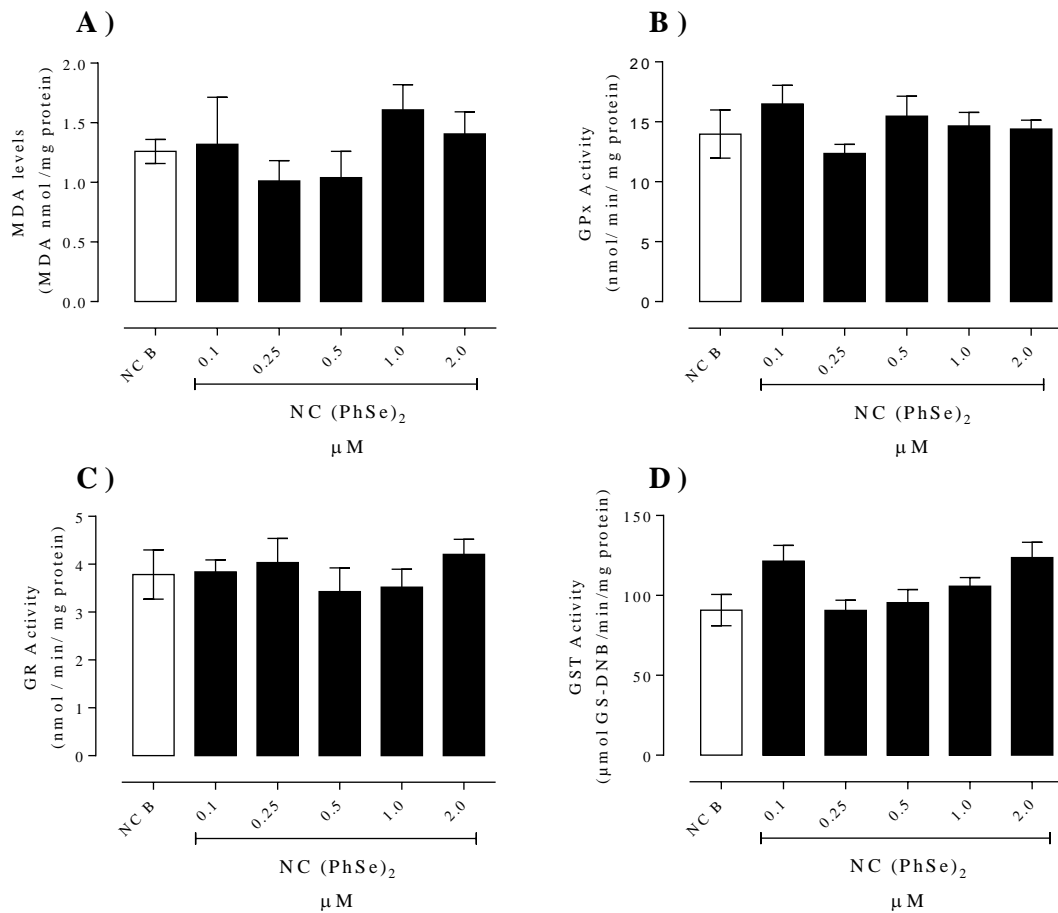 A)
MDA levels
(MDA nmol/mg protein)
2.0
1.5
1.0
0.5
0.0
NC B
0.1
0.25
0.5
1.0
2.0
NC (PhSe)2
μM
B)
GPx Activity
(nmol/min/mg protein)
20
15
10
5
0
NC B
0.1
0.25
0.5
1.0
2.0
NC (PhSe)2
μM
C)
GR Activity
(nmol/min/mg protein)
5
4
3
2
1
0
NC B
0.1
0.25
0.5
1.0
2.0
NC (PhSe)2
μM
D)
GST Activity
(μmol GS-DNB/min/mg protein)
150
100
50
0
NC B
0.1
0.25
0.5
1.0
2.0
NC (PhSe)2
μM